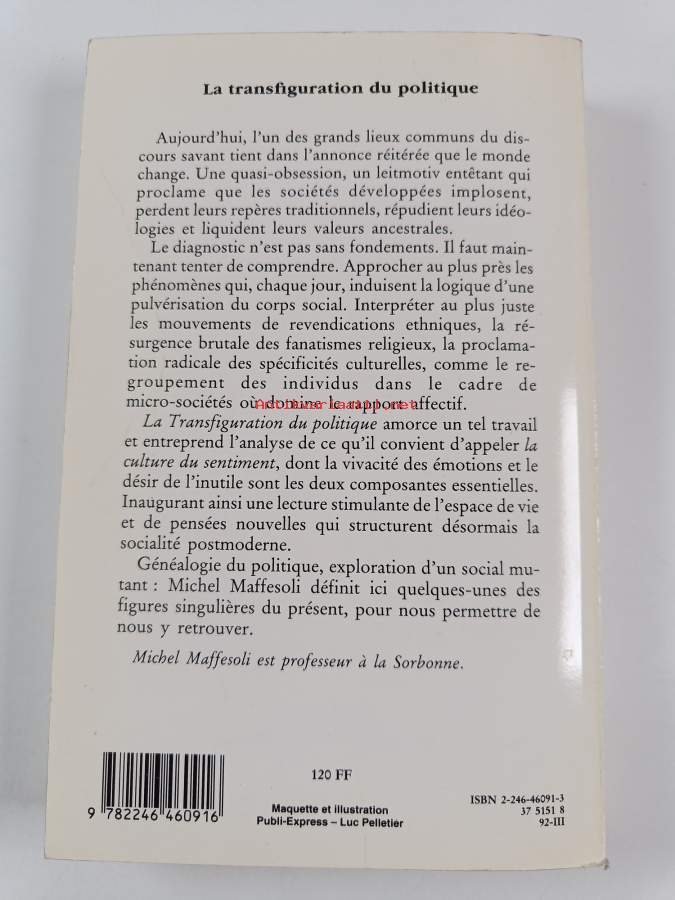 La transfiguration du politique
Aujourd'hui, l'un des grands lieux communs du dis-
cours savant tient dans l'annonce réitérée que le monde
change. Une quasi-obsession, un leitmotiv entêtant qui
proclame que les sociétés développées implosent,
perdent leurs repères traditionnels, répudient leurs idéo-
logies et liquident leurs valeurs ancestrales.
Le diagnostic n'est pas sans fondements. Il faut main-
tenant tenter de comprendre. Approcher au plus près les
phénomènes qui, chaque jour, induisent la logique d'une
pulvérisation du corps social. Interpréter au plus juste
les mouvements de revendications ethniques, la ré-
surgence brutale des fanatismes religieux, la proclama-
tion radicale des spécificités culturelles, comme le re-
groupement des individus dans le cadre de
micro-sociétés où domine le rapport affectif.
Antikvariaatti.net
La Transfiguration du politique amorce un tel travail
et entreprend l'analyse de ce qu'il convient d'appeler la
culture du sentiment, dont la vivacité des émotions et le
désir de l'inutile sont les deux composantes essentielles.
Inaugurant ainsi une lecture stimulante de l'espace de vie
et de pensées nouvelles qui structurent désormais la
socialité postmoderne.
Généalogie du politique, exploration d'un social mu-
tant : Michel Maffesoli définit ici quelques-unes des
figures singulières du présent, pour nous permettre de
nous y retrouver.
Michel Maffesoli est professeur à la Sorbonne.
120 FF
Maquette et illustration
Publi-Express – Luc Pelletier
ISBN 2-246-46091-3
37 5151 8
92-III
9 782246 460916